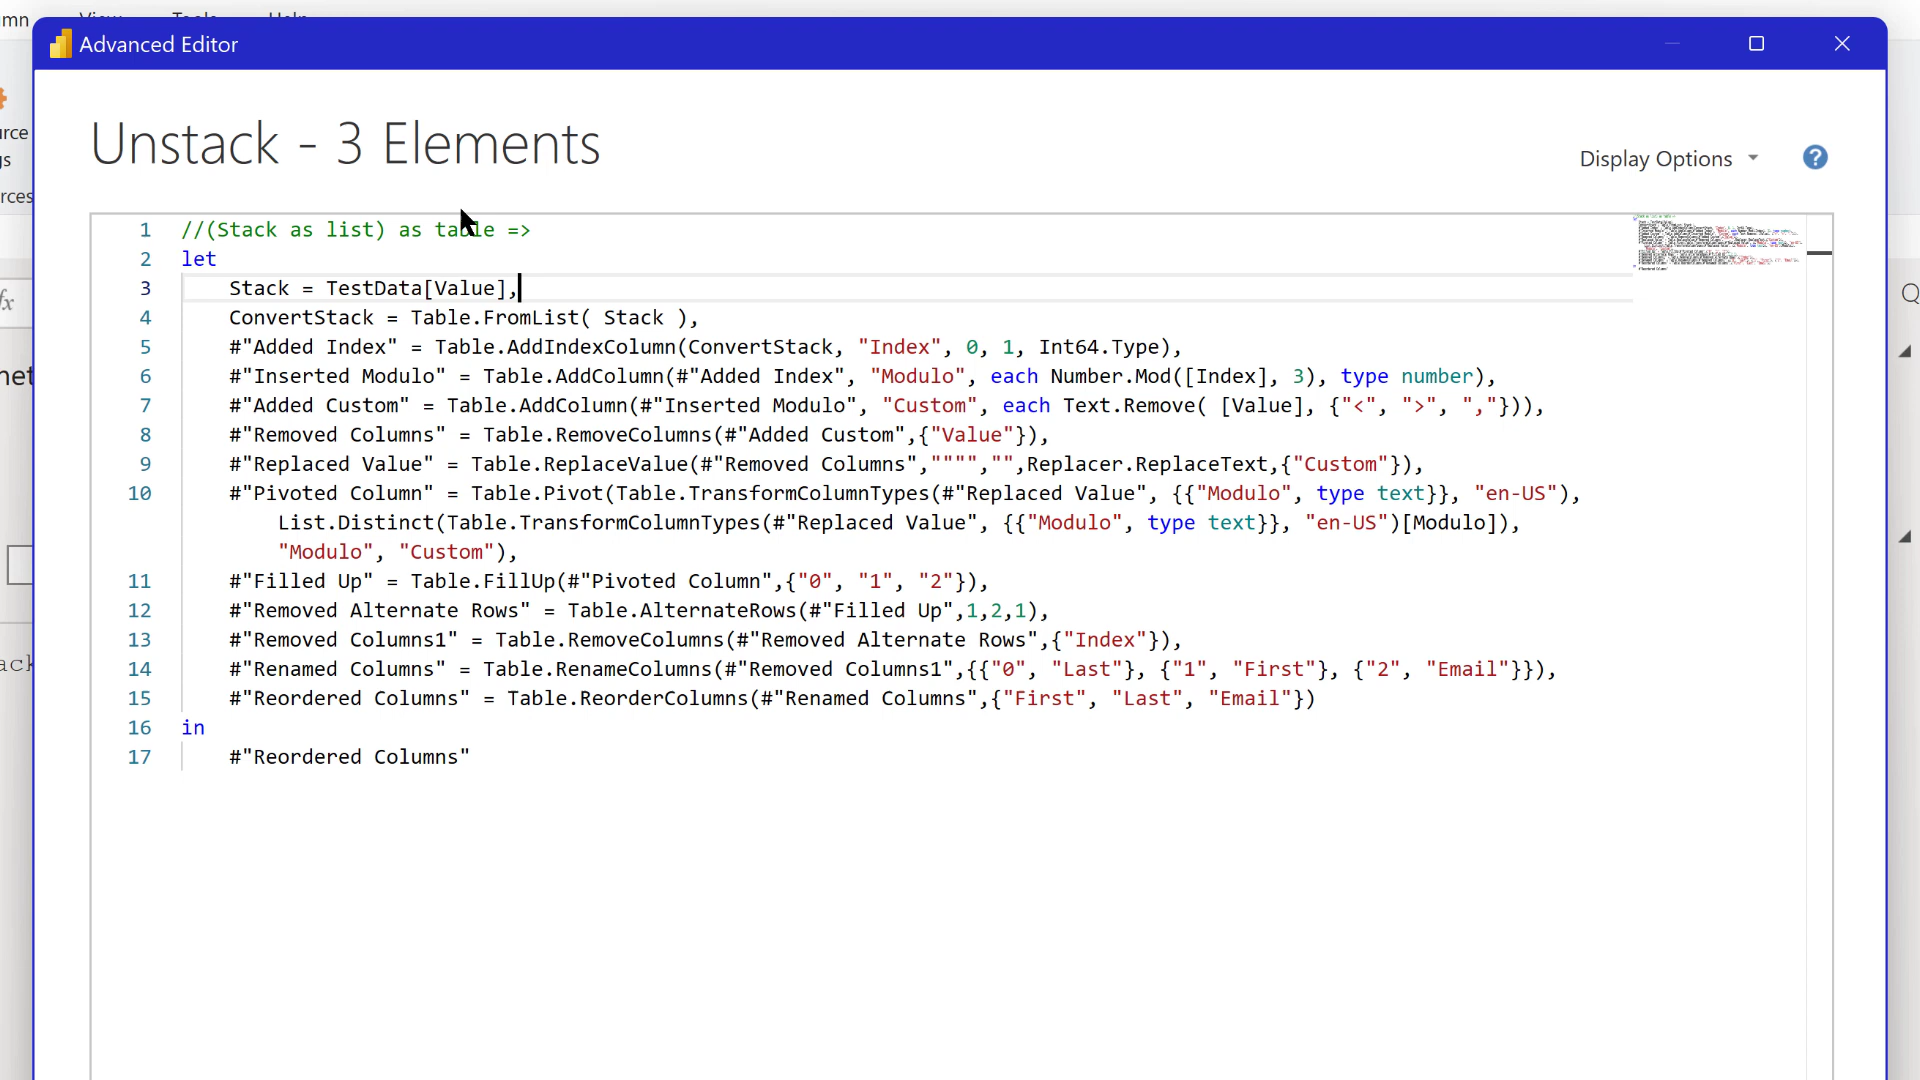 Advanced Editor
Unstack - 3 Elements
Display Options
?
1 //(Stack as list) as table =>
2 let
3 Stack = TestData[Value],
4 ConvertStack = Table.FromList( Stack ),
5 #"Added Index" = Table.AddIndexColumn(ConvertStack, "Index", 0, 1, Int64.Type),
6 #"Inserted Modulo" = Table.AddColumn(#"Added Index", "Modulo", each Number.Mod([Index], 3), type number),
7 #"Added Custom" = Table.AddColumn(#"Inserted Modulo", "Custom", each Text.Remove( [Value], {"<", ">", ","})),
8 #"Removed Columns" = Table.RemoveColumns(#"Added Custom",{"Value"}),
9 #"Replaced Value" = Table.ReplaceValue(#"Removed Columns","""","",Replacer.ReplaceText,{"Custom"}),
10 #"Pivoted Column" = Table.Pivot(Table.TransformColumnTypes(#"Replaced Value", {{"Modulo", type text}}, "en-US"),
List.Distinct(Table.TransformColumnTypes(#"Replaced Value", {{"Modulo", type text}}, "en-US")[Modulo]),
"Modulo", "Custom"),
11 #"Filled Up" = Table.FillUp(#"Pivoted Column",{"0", "1", "2"}),
12 #"Removed Alternate Rows" = Table.AlternateRows(#"Filled Up",1,2,1),
13 #"Removed Columns1" = Table.RemoveColumns(#"Removed Alternate Rows",{"Index"}),
14 #"Renamed Columns" = Table.RenameColumns(#"Removed Columns1",{{"0", "Last"}, {"1", "First"}, {"2", "Email"}}),
15 #"Reordered Columns" = Table.ReorderColumns(#"Renamed Columns",{"First", "Last", "Email"})
16 in
17 #"Reordered Columns"